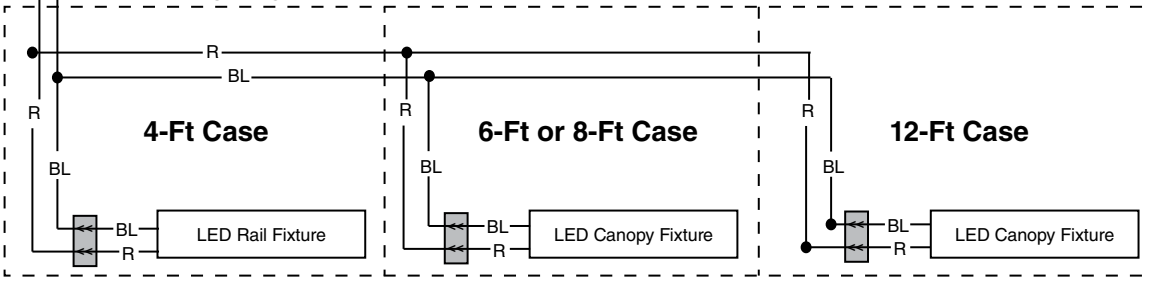 R
BL
R
R
R
4-Ft Case
6-Ft or 8-Ft Case
12-Ft Case
BL
BL
BL
BL
LED Rail Fixture
R
BL
LED Canopy Fixture
R
BL
LED Canopy Fixture
R